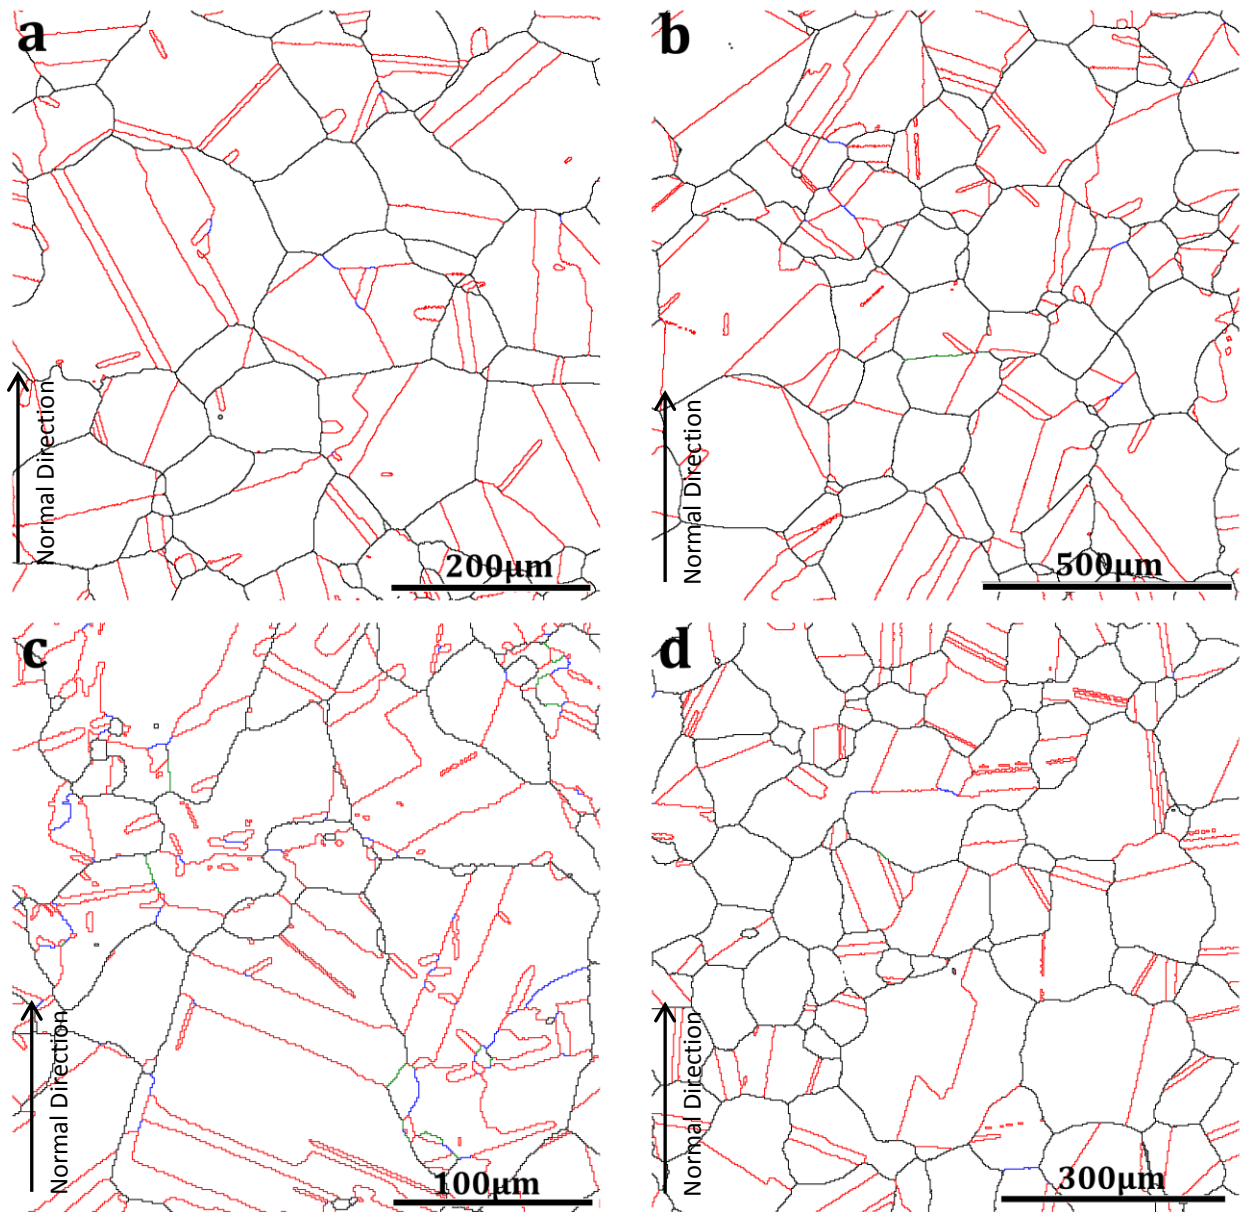 a
b
Normal Direction
200μm
Normal Direction
500μm
c
d
Normal Direction
100μm
Normal Direction
300μm